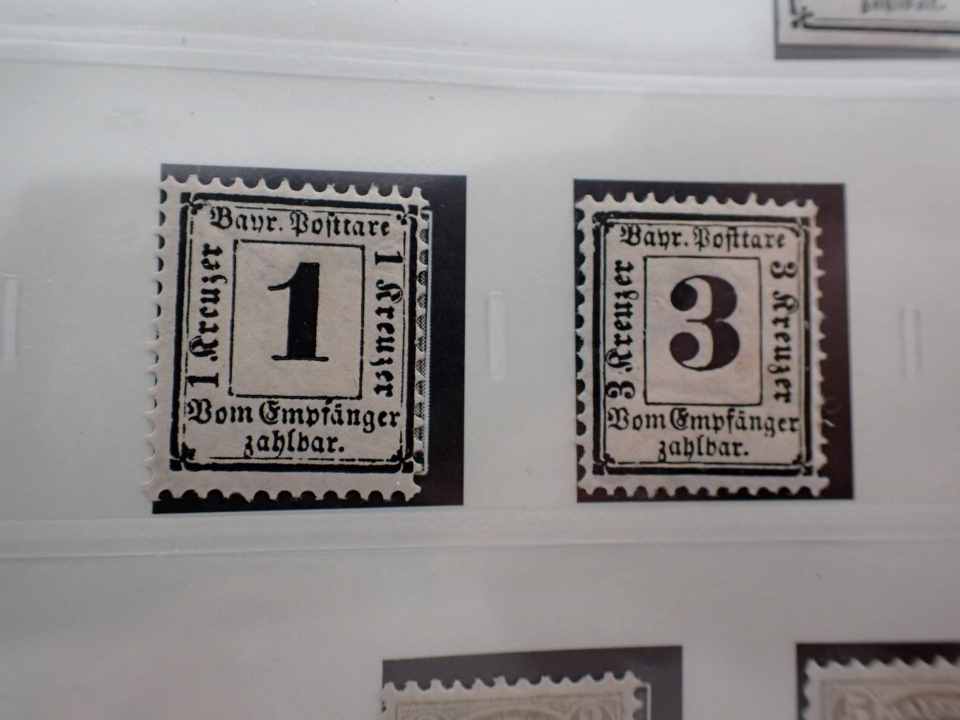 Bayr. Posttaxe
1 Kreuzer
1
1 Kreuzer
Vom Empfänger
zahlbar.
Bayr. Posttaxe
3 Kreuzer
3
3 Kreuzer
Vom Empfänger
zahlbar.